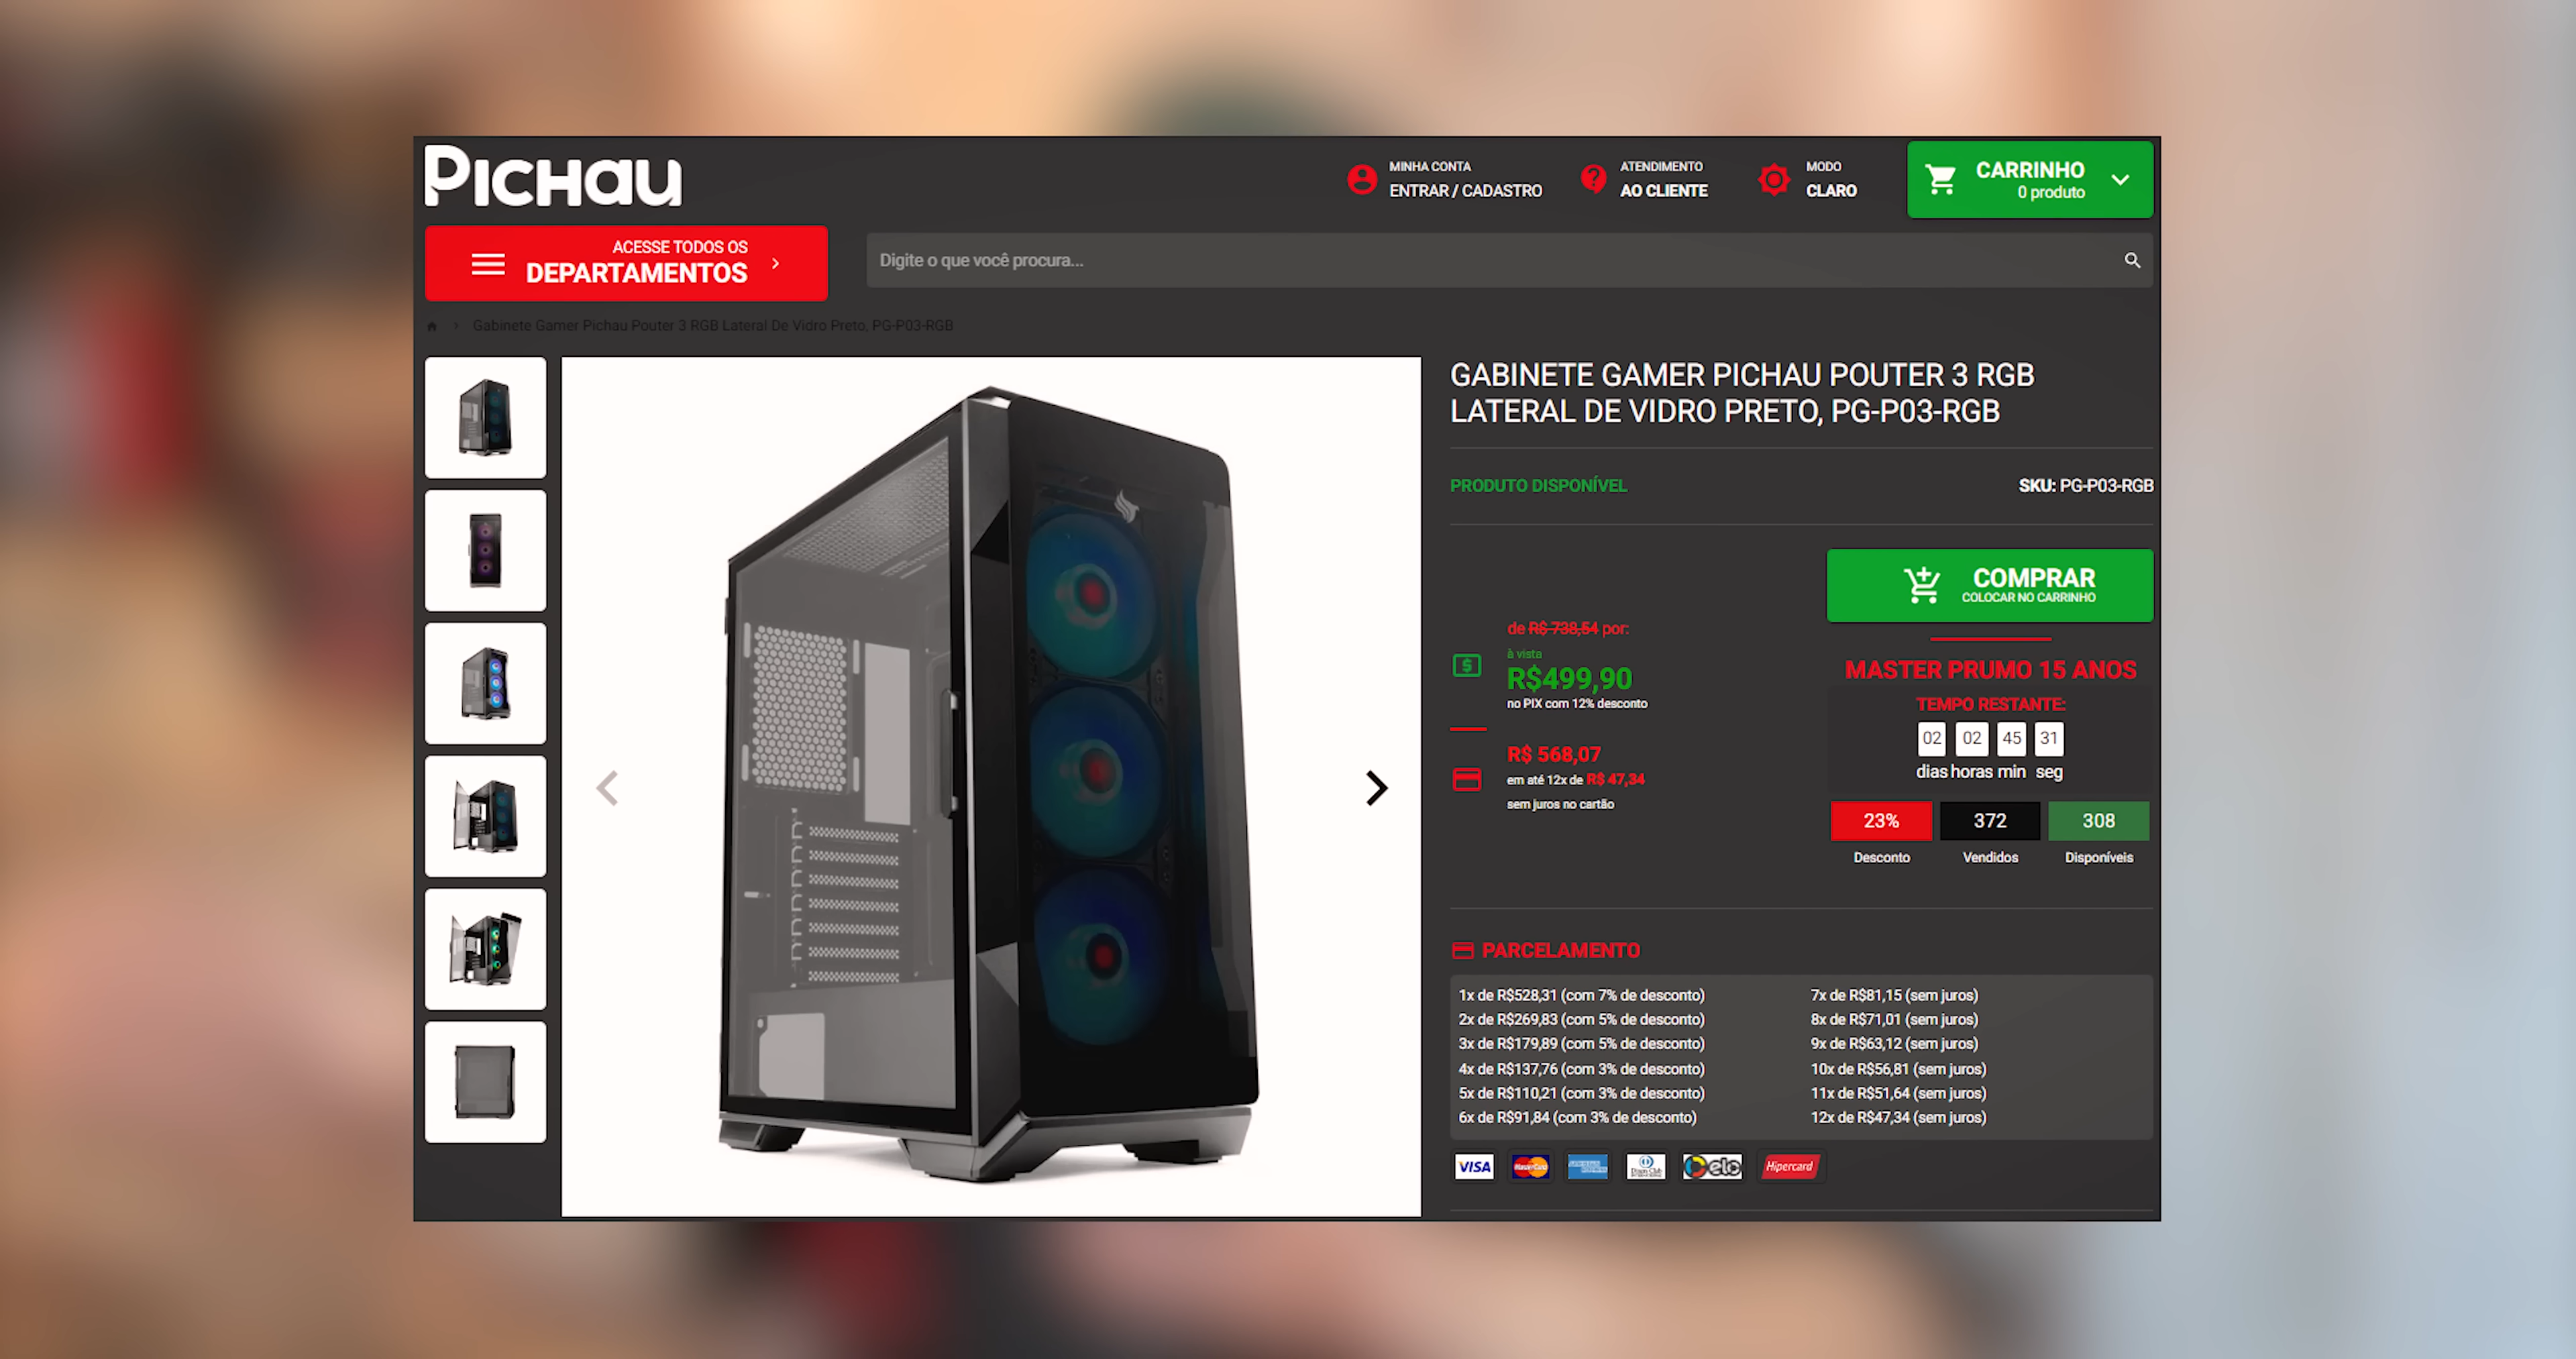 PICHAU
MINHA CONTA
ENTRAR / CADASTRO
ATENDIMENTO
AO CLIENTE
MODO
CLARO
CARRINHO
0 produto
ACESSE TODOS OS
DEPARTAMENTOS
Digite o que você procura...
Gabinete Gamer Pichau Pouter 3 RGB Lateral De Vidro Preto, PG-P03-RGB
GABINETE GAMER PICHAU POUTER 3 RGB
LATERAL DE VIDRO PRETO, PG-P03-RGB
PRODUTO DISPONÍVEL
SKU: PG-P03-RGB
COMPRAR
COLOCAR NO CARRINHO
de R$ 738,54 por:
à vista
R$499,90
no PIX com 12% desconto
R$ 568,07
em até 12x de R$ 47,34
sem juros no cartão
MASTER PRUMO 15 ANOS
TEMPO RESTANTE:
02 02 45 31
dias horas min seg
23% 372 308
Desconto Vendidos Disponíveis
PARCELAMENTO
1x de R$528,31 (com 7% de desconto)
2x de R$269,83 (com 5% de desconto)
3x de R$179,89 (com 5% de desconto)
4x de R$137,76 (com 3% de desconto)
5x de R$110,21 (com 3% de desconto)
6x de R$91,84 (com 3% de desconto)
7x de R$81,15 (sem juros)
8x de R$71,01 (sem juros)
9x de R$63,12 (sem juros)
10x de R$56,81 (sem juros)
11x de R$51,64 (sem juros)
12x de R$47,34 (sem juros)
VISA
MasterCard
Diners Club
elo
Hipercard